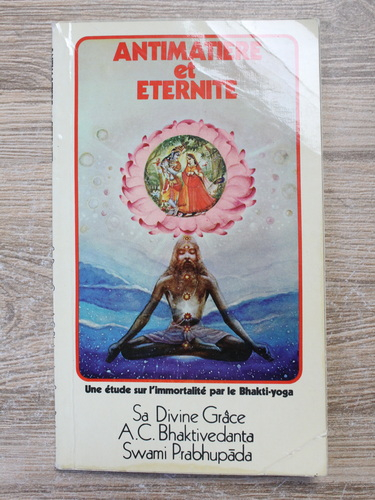 ANTIMATIERE
et
ETERNITE
Une étude sur l'immortalité par le Bhakti-yoga
Sa Divine Grâce
A.C. Bhaktivedanta
Swami Prabhupāda